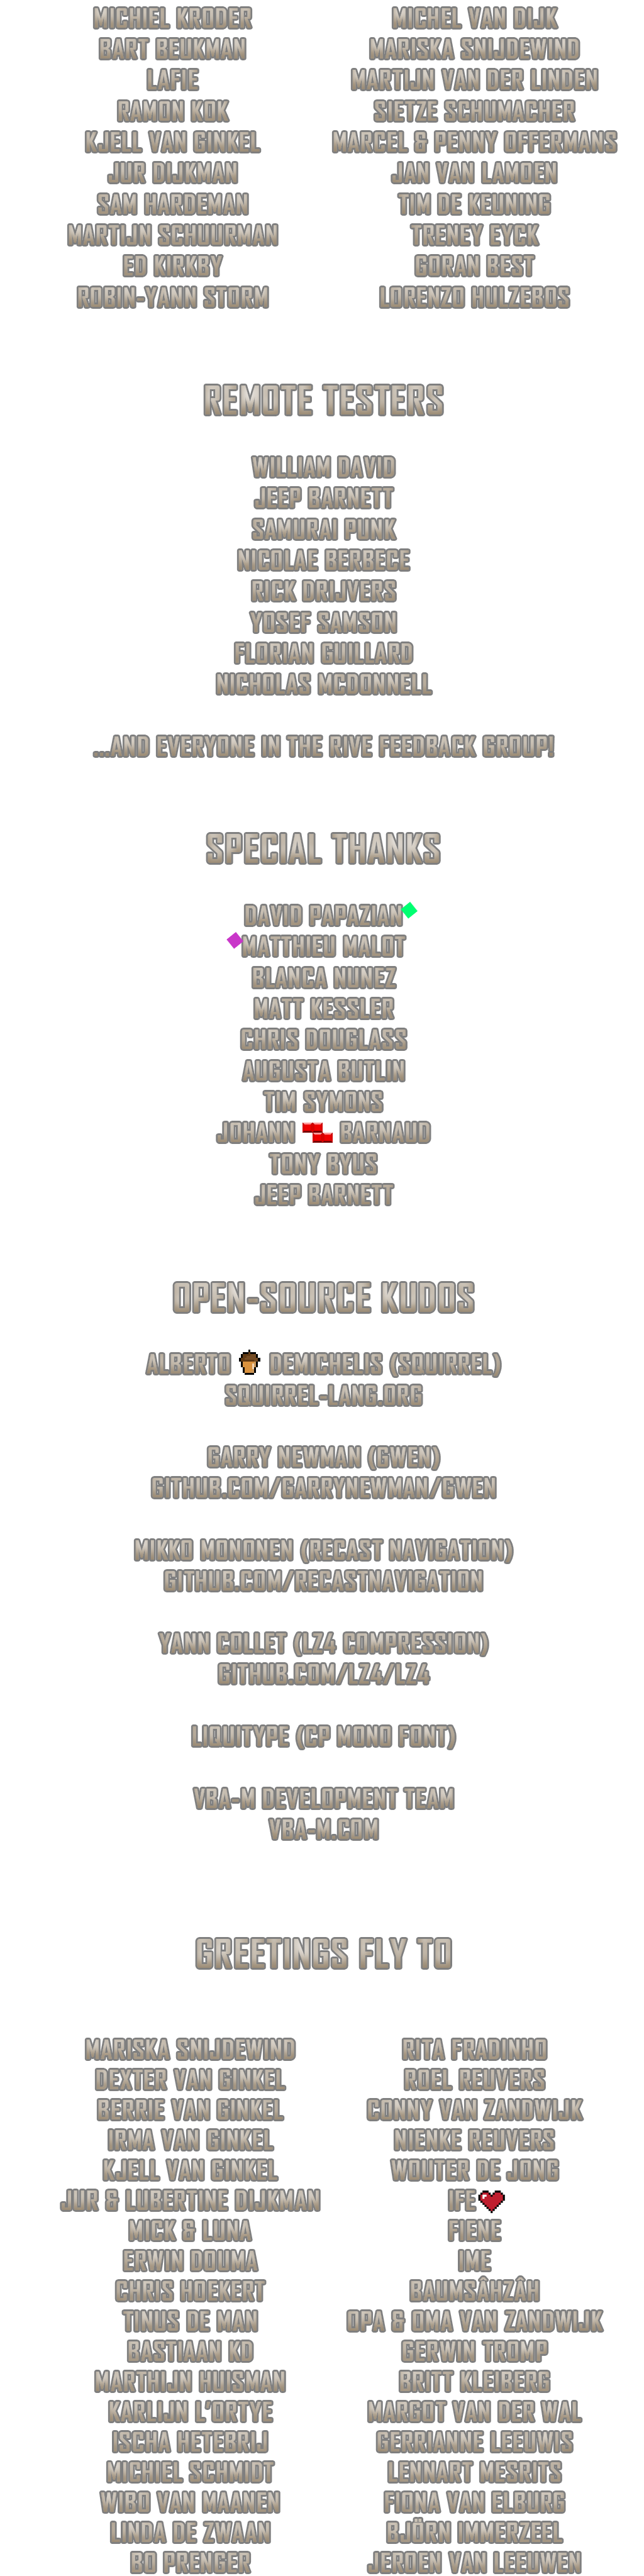 MICHIEL KRODER
MICHEL VAN DIJK
BART BEUKMAN
MARISKA SNIJDEWIND
LAFIE
MARTIJN VAN DER LINDEN
RAMON KOK
SIETZE SCHUMACHER
KJELL VAN GINKEL
MARCEL & PENNY OFFERMANS
JUR DIJKMAN
JAN VAN LAMOEN
SAM HARDEMAN
TIM DE KEUNING
MARTIJN SCHUURMAN
TRENEY EYCK
ED KIRKBY
GORAN BEST
ROBIN-YANN STORM
LORENZO HULZEBOS
REMOTE TESTERS
WILLIAM DAVID
JEEP BARNETT
SAMURAI PUNK
NICOLAE BERBECE
RICK DRIJVERS
YOSEF SAMSON
FLORIAN GUILLARD
NICHOLAS MCDONNELL
...AND EVERYONE IN THE RIVE FEEDBACK GROUP!
SPECIAL THANKS
DAVID PAPAZIAN
MATTHIEU MALOT
BLANCA NUNEZ
MATT KESSLER
CHRIS DOUGLASS
AUGUSTA BUTLIN
TIM SYMONS
JOHANN BARNAUD
TONY BYUS
JEEP BARNETT
OPEN-SOURCE KUDOS
ALBERTO DEMICHELIS (SQUIRREL)
SQUIRREL-LANG.ORG
GARRY NEWMAN (GWEN)
GITHUB.COM/GARRYNEWMAN/GWEN
MIKKO MONONEN (RECAST NAVIGATION)
GITHUB.COM/RECASTNAVIGATION
YANN COLLET (LZ4 COMPRESSION)
GITHUB.COM/LZ4/LZ4
LIQUITYPE (CP MONO FONT)
VBA-M DEVELOPMENT TEAM
VBA-M.COM
GREETINGS FLY TO
MARISKA SNIJDEWIND
RITA FRADINHO
DEXTER VAN GINKEL
ROEL REUVERS
BERRIE VAN GINKEL
CONNY VAN ZANDWIJK
IRMA VAN GINKEL
NIENKE REUVERS
KJELL VAN GINKEL
WOUTER DE JONG
JUR & LUBERTINE DIJKMAN
IFE
MICK & LUNA
FIENE
ERWIN DOUMA
IME
CHRIS HOEKERT
BAUMSÂHZÂH
TINUS DE MAN
OPA & OMA VAN ZANDWIJK
BASTIAAN KD
GERWIN TROMP
MARTHIJN HUISMAN
BRITT KLEIBERG
KARLIJN L'ORTYE
MARGOT VAN DER WAL
ISCHA HETEBRIJ
GERRIANNE LEEUWIS
MICHIEL SCHMIDT
LENNART MESRITS
WIBO VAN MAANEN
FIONA VAN ELBURG
LINDA DE ZWAAN
BJÖRN IMMERZEEL
BO PRENGER
JEROEN VAN LEEUWEN